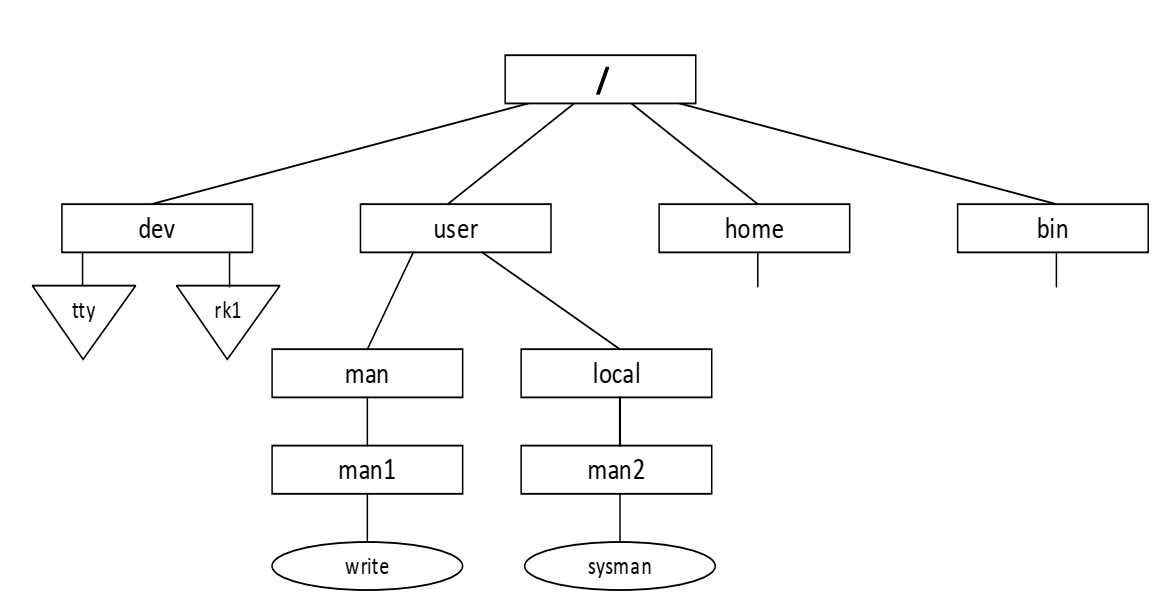 /
dev
user
home
bin
tty
rk1
man
local
man1
man2
write
sysman